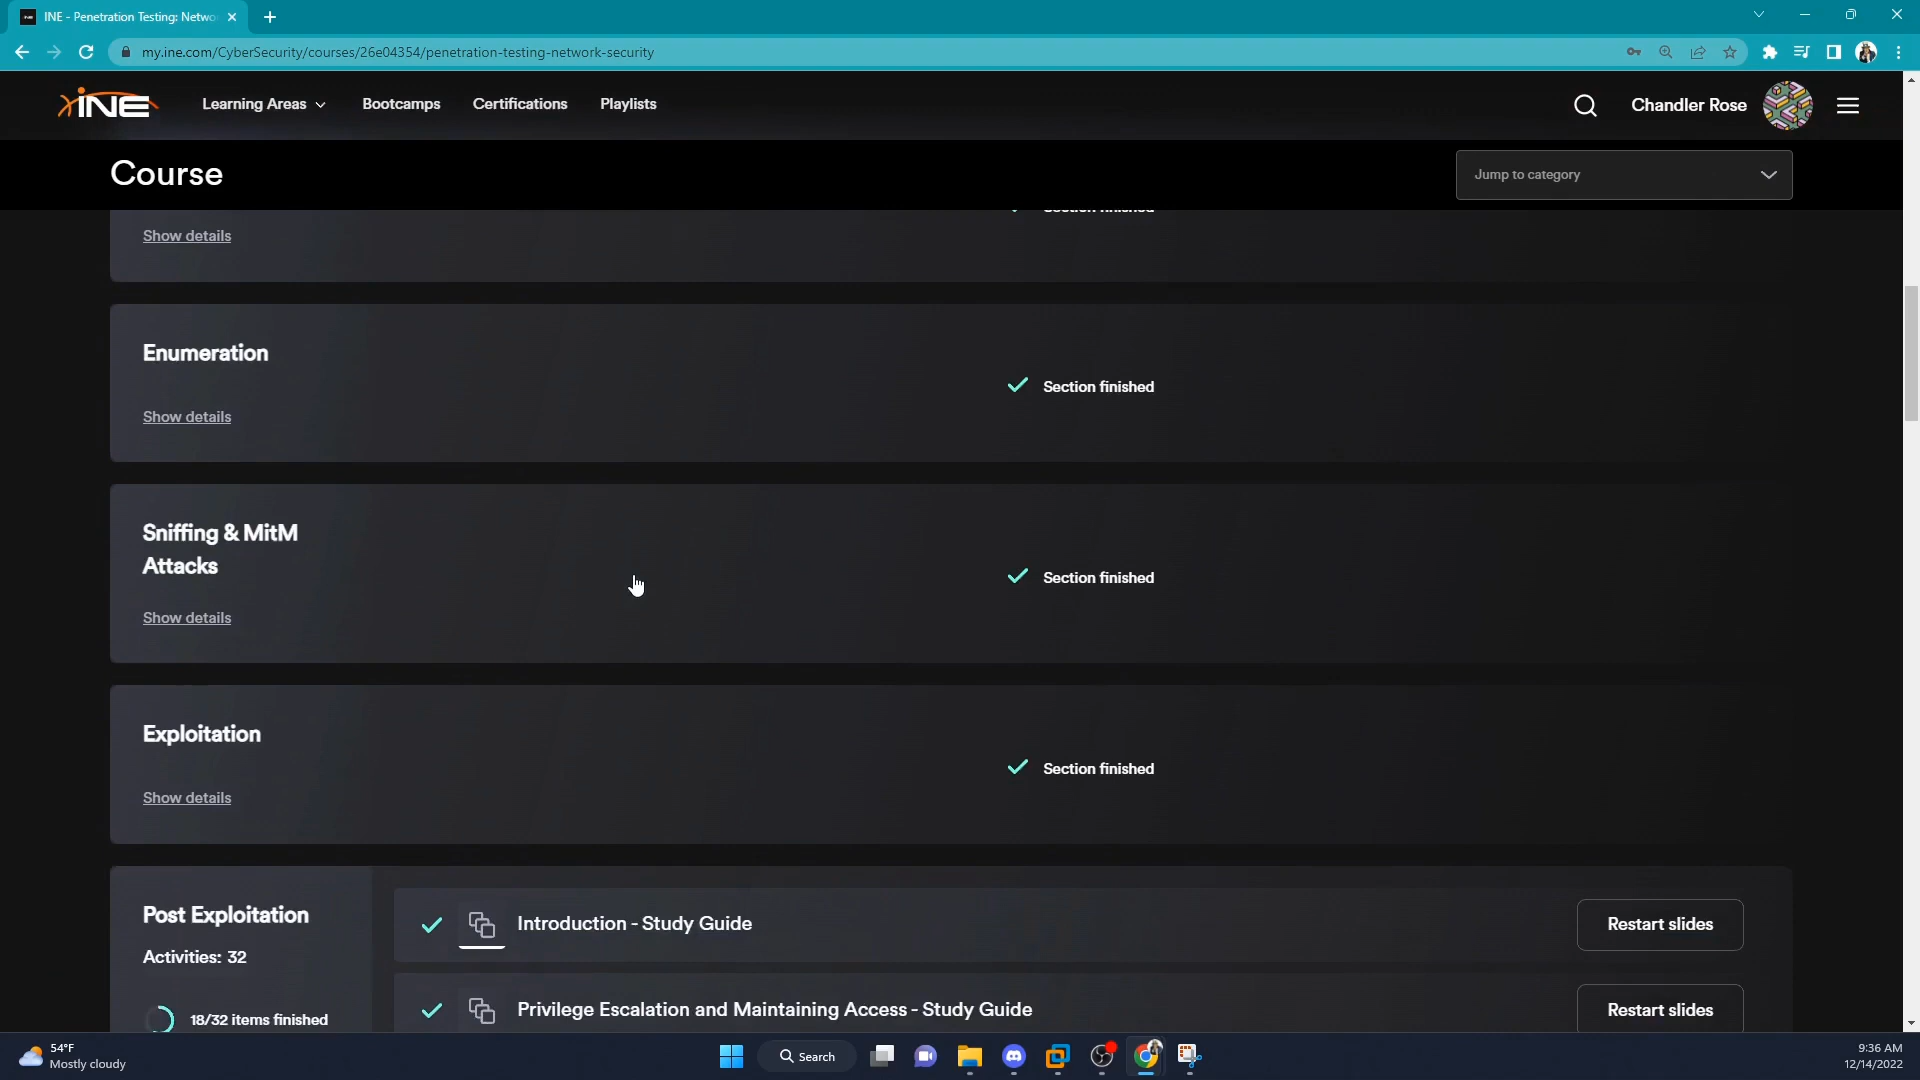 INE - Penetration Testing: Netwo
my.ine.com/CyberSecurity/courses/26e04354/penetration-testing-network-security
INE
Learning Areas
Bootcamps
Certifications
Playlists
Chandler Rose
Course
Jump to category
Section finished
Show details
Enumeration
Section finished
Show details
Sniffing & MitM
Attacks
Section finished
Show details
Exploitation
Section finished
Show details
Post Exploitation
Activities: 32
18/32 items finished
Introduction - Study Guide
Restart slides
Privilege Escalation and Maintaining Access - Study Guide
Restart slides
54°F
Mostly cloudy
Search
9:36 AM
12/14/2022